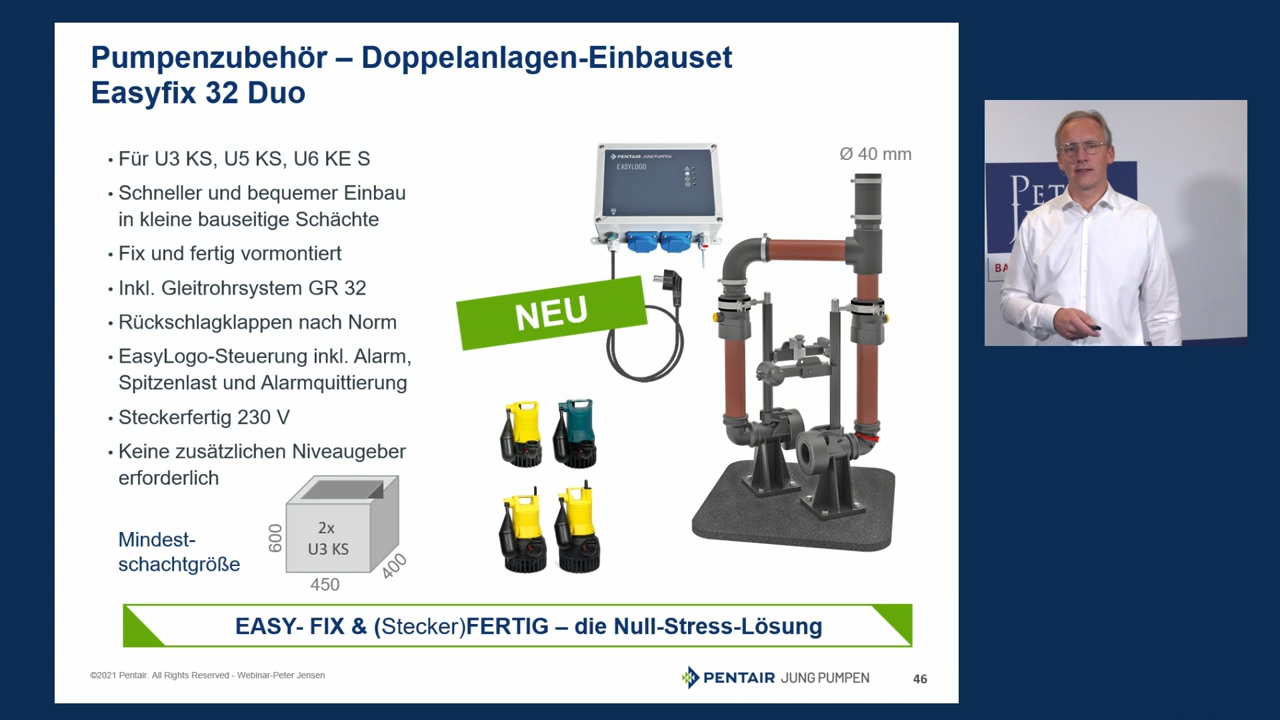 Pumpenzubehör – Doppelanlagen-Einbauset
Easyfix 32 Duo
• Für U3 KS, U5 KS, U6 KE S
• Schneller und bequemer Einbau
in kleine bauseitige Schächte
• Fix und fertig vormontiert
• Inkl. Gleitrohrsystem GR 32
• Rückschlagklappen nach Norm
• EasyLogo-Steuerung inkl. Alarm,
Spitzenlast und Alarmquittierung
• Steckerfertig 230 V
• Keine zusätzlichen Niveaugeber
erforderlich
Mindest-
schachtgröße
600
2x
U3 KS
450
400
PENTAIR JUNG PUMPEN
EASYLOGO
NEU
Ø 40 mm
EASY- FIX & (Stecker)FERTIG – die Null-Stress-Lösung
©2021 Pentair. All Rights Reserved - Webinar-Peter Jensen
PENTAIR JUNG PUMPEN
46